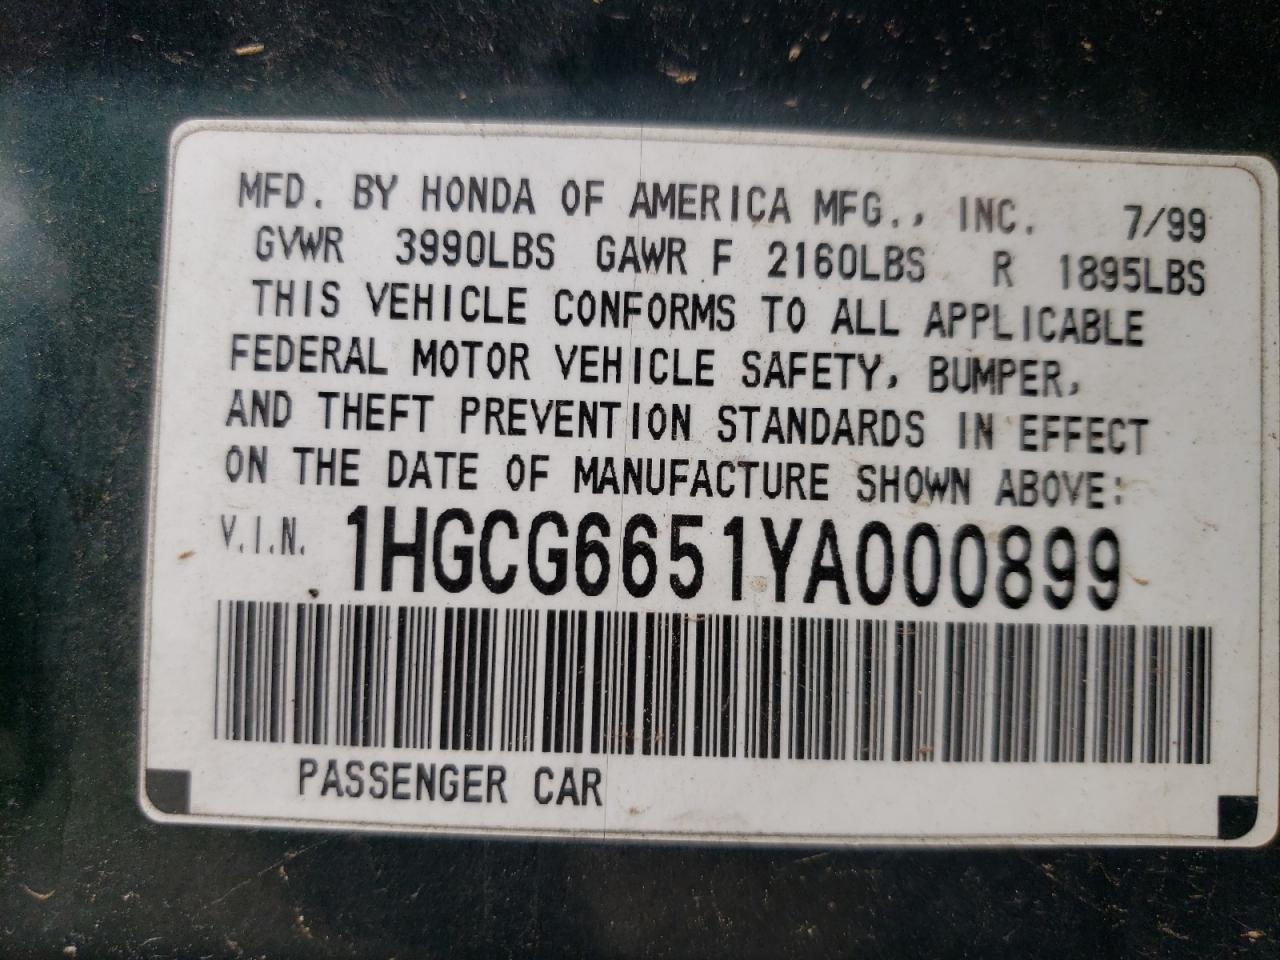 MFD. BY HONDA OF AMERICA MFG., INC. 7/99
GVWR 3990LBS GAWR F 2160LBS R 1895LBS
THIS VEHICLE CONFORMS TO ALL APPLICABLE
FEDERAL MOTOR VEHICLE SAFETY, BUMPER,
AND THEFT PREVENTION STANDARDS IN EFFECT
ON THE DATE OF MANUFACTURE SHOWN ABOVE:
V.I.N. 1HGCG6651YA000899
PASSENGER CAR